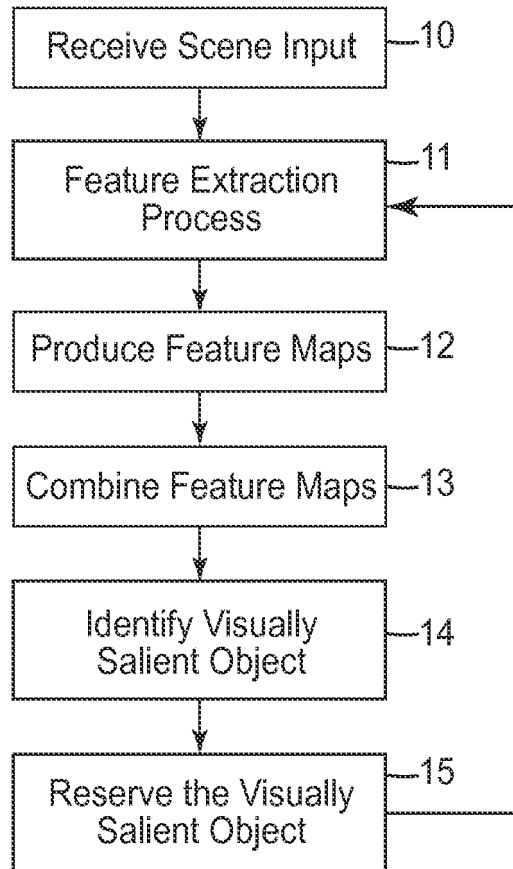 Receive Scene Input
10
Feature Extraction
Process
11
Produce Feature Maps
12
Combine Feature Maps
13
Identify Visually
Salient Object
14
Reserve the Visually
Salient Object
15